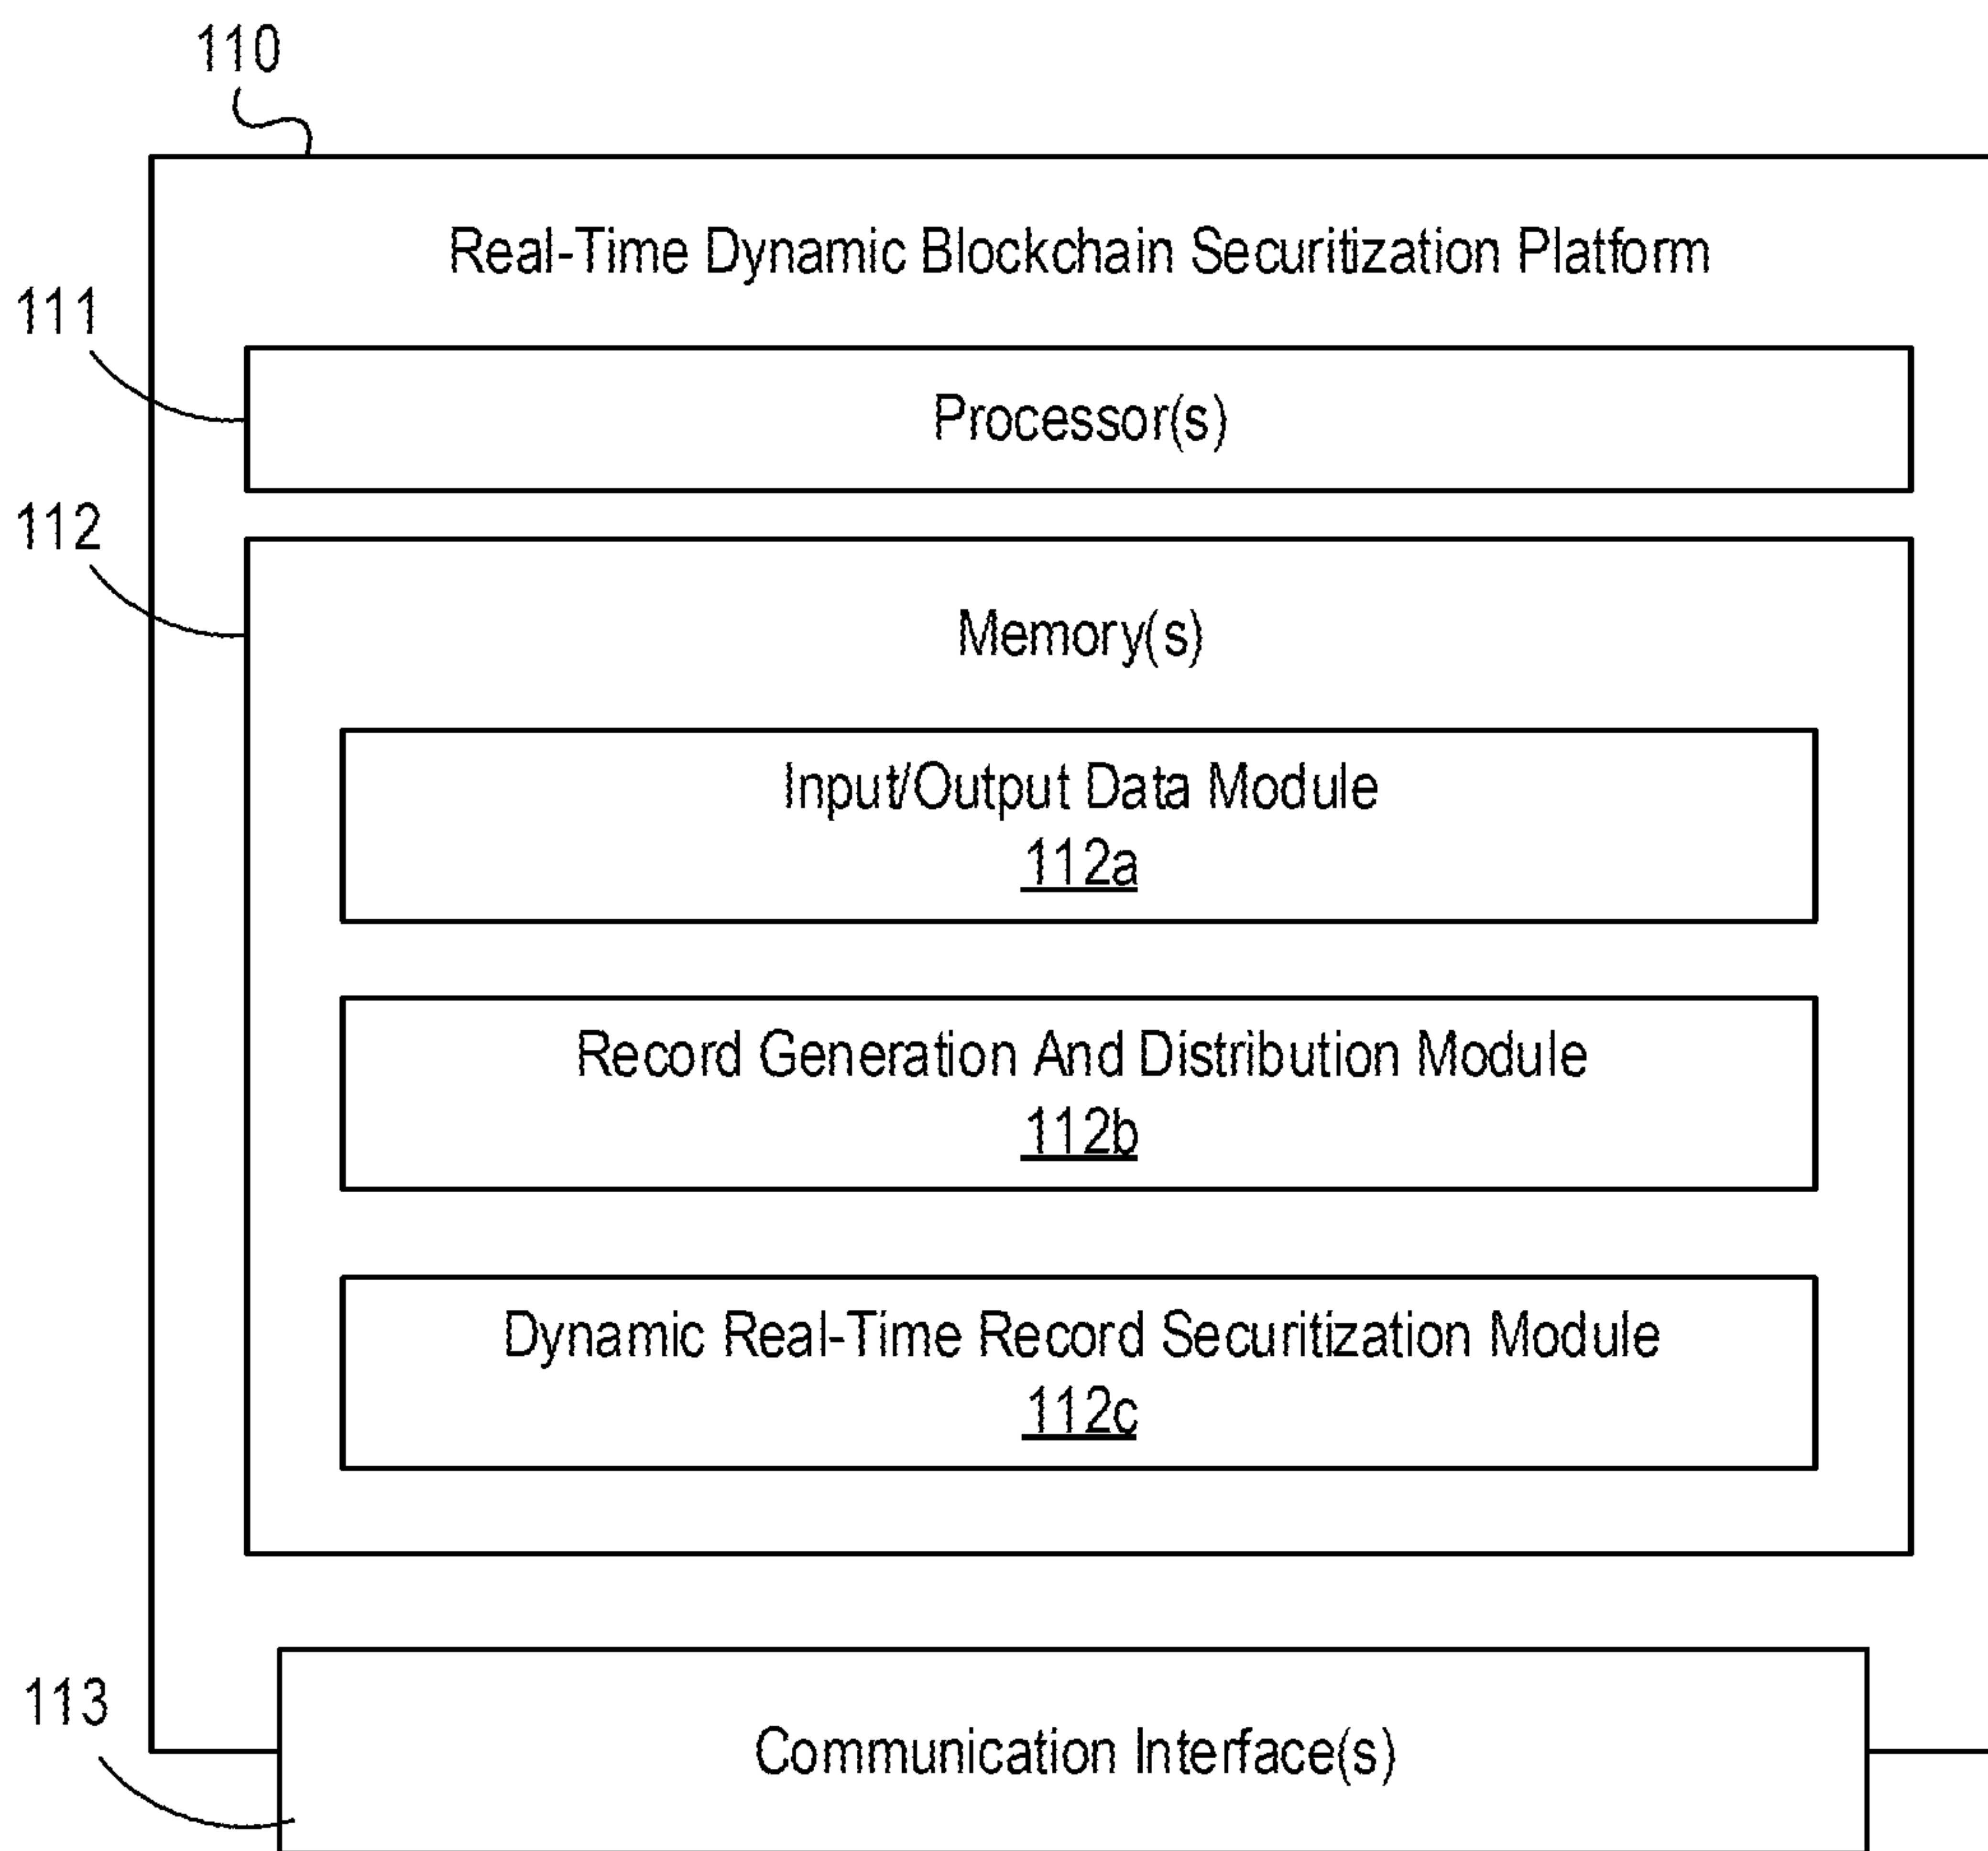 110
Real-Time Dynamic Blockchain Securitization Platform
111
Processor(s)
112
Memory(s)
Input/Output Data Module
112a
Record Generation And Distribution Module
112b
Dynamic Real-Time Record Securitization Module
112c
113
Communication Interface(s)